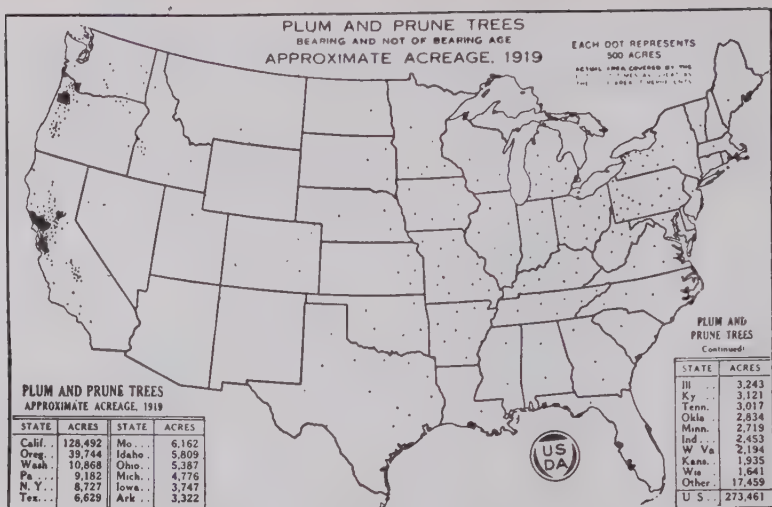 PLUM AND PRUNE TREES
BEARING AND NOT OF BEARING AGE
APPROXIMATE ACREAGE, 1919
EACH DOT REPRESENTS
500 ACRES
ACTUAL AREA COVERED BY THE
PLUM AND PRUNE TREES
APPROXIMATE ACREAGE, 1919
STATE ACRES STATE ACRES
Calif. . 128,492 Mo . . 6,162
Oreg. . 39,744 Idaho . 5,809
Wash 10,868 Ohio. . . 5,387
Pa . . . 9,182 Mich. . 4,776
N. Y. 8,727 Iowa. . . 3,747
Tex. . . 6,629 Ark . . 3,322
US
DA
PLUM AND
PRUNE TREES
Continued
STATE ACRES
Ill . . 3,243
Ky . . 3,121
Tenn. 3,017
Okla . 2,834
Minn. 2,719
Ind . . . 2,453
W Va 2,194
Kans. . 1,935
Wis . . 1,641
Other . 17,459
U S . . 273,461